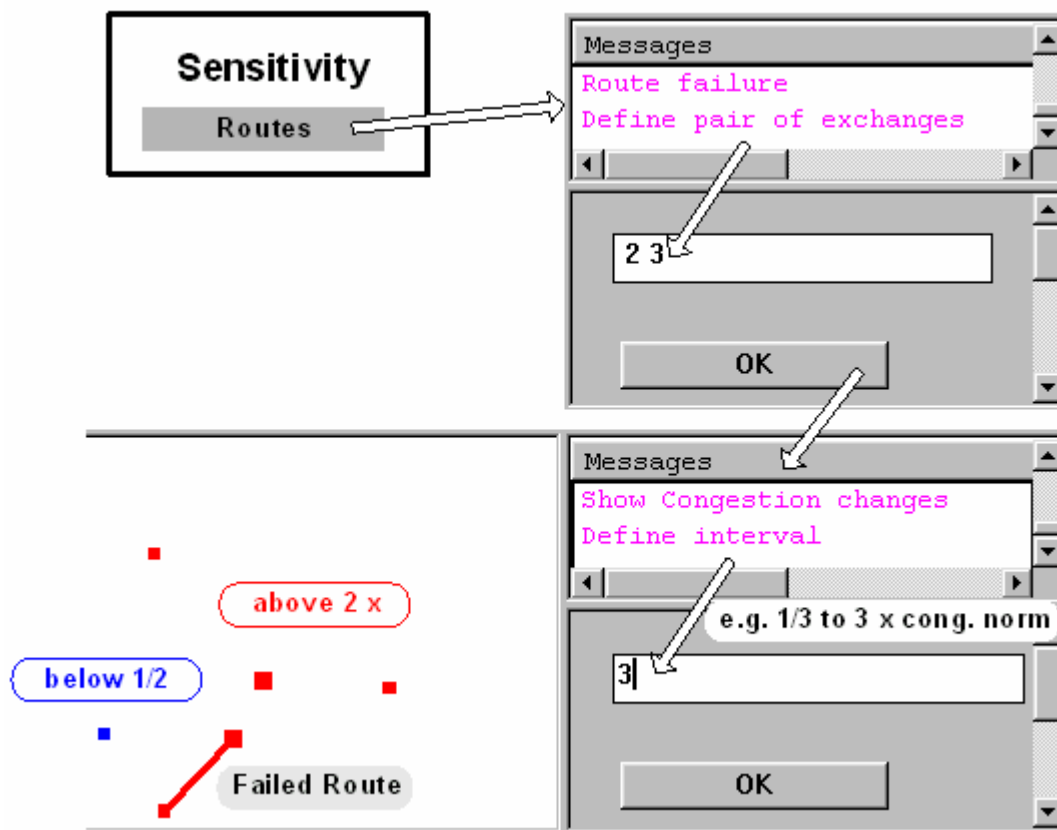 Sensitivity
Routes
Messages
Route failure
Define pair of exchanges
2 3
OK
Messages
Show Congestion changes
Define interval
e.g. 1/3 to 3 x cong. norm
3
OK
above 2 x
below 1/2
Failed Route